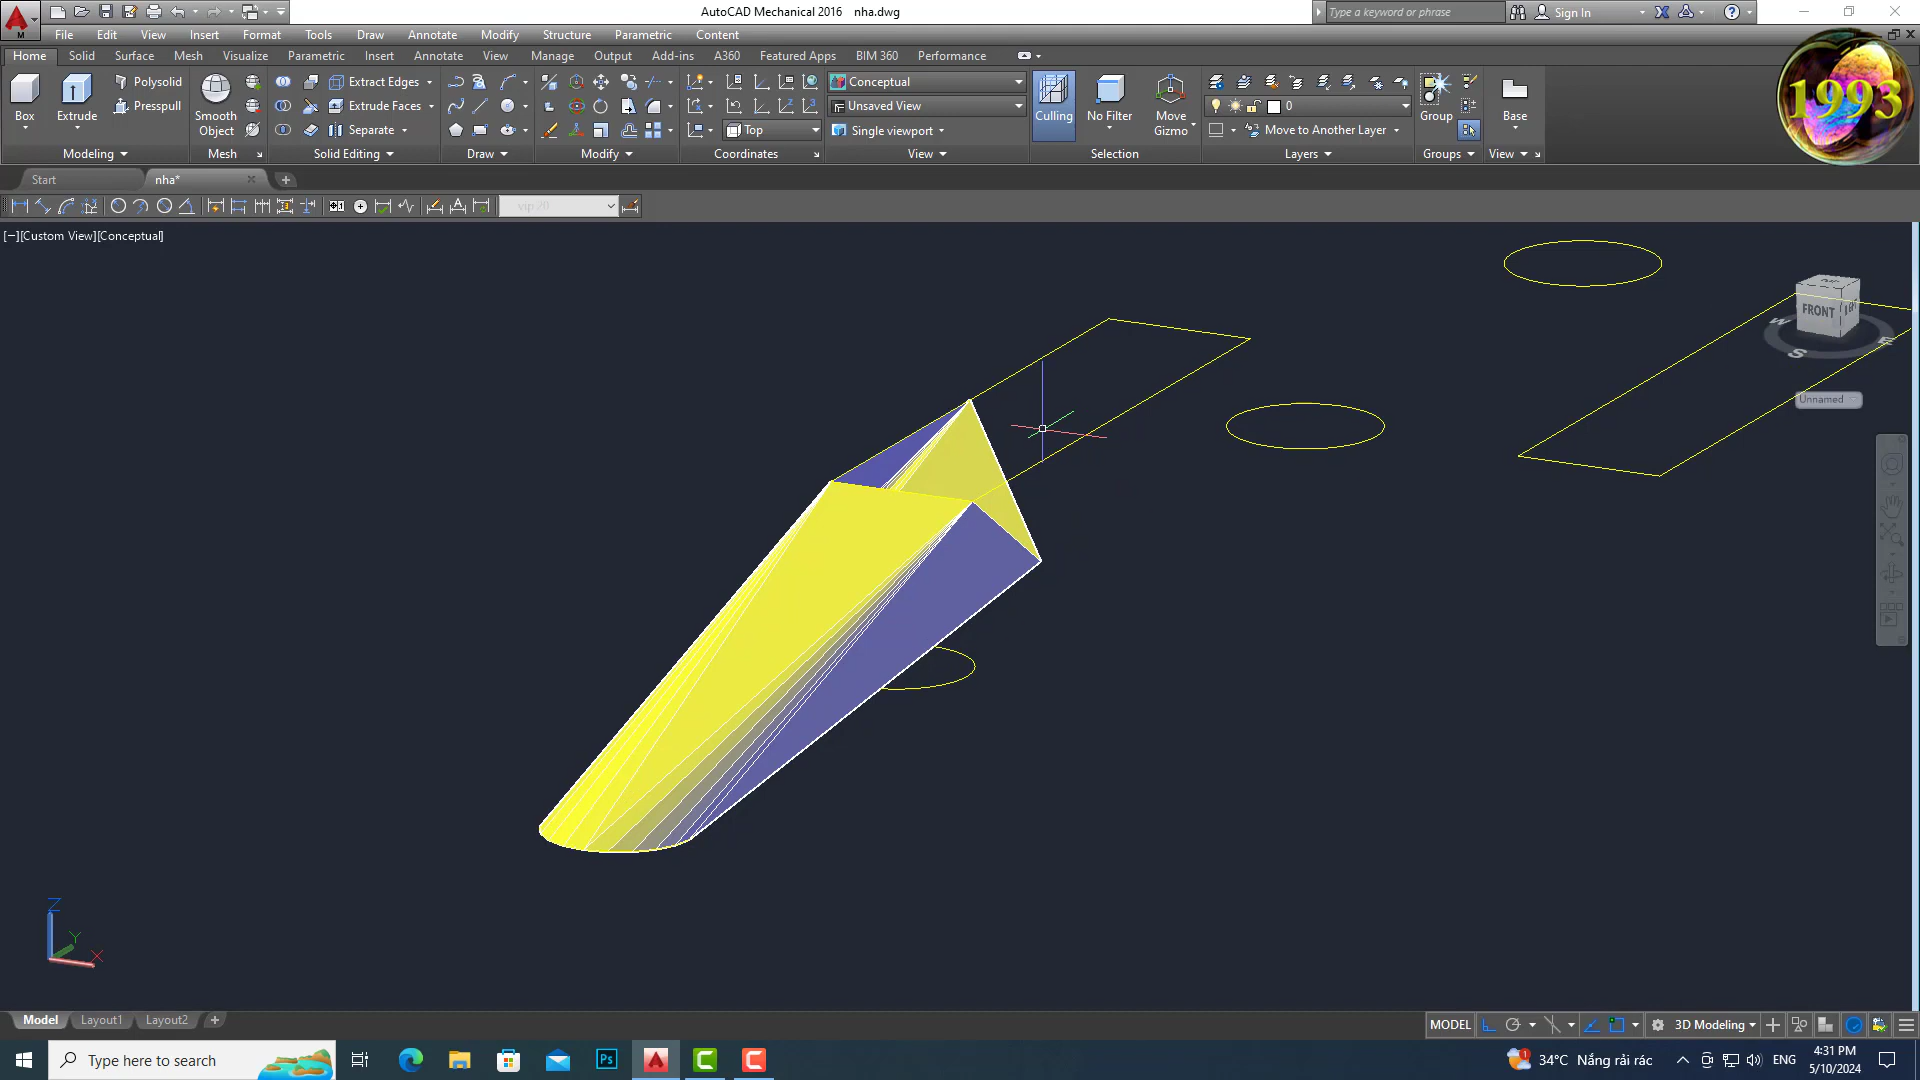 AutoCAD Mechanical 2016 nha.dwg
Type a keyword or phrase
Sign In
M
File Edit View Insert Format Tools Draw Annotate Modify Structure Parametric Content
Home Solid Surface Mesh Visualize Parametric Insert Annotate View Manage Output Add-ins A360 Featured Apps BIM 360 Performance
Box
Extrude
Polysolid
Presspull
Smooth
Object
Extract Edges
Extrude Faces
Separate
Top
Conceptual
Unsaved View
Single viewport
Culling
No Filter
Move
Gizmo
0
Move to Another Layer
Group
Base
Modeling Mesh Solid Editing Draw Modify Coordinates View Selection Layers Groups View
1993
Start
nha*
vip 20
[−][Custom View][Conceptual]
FRONT
W
S
E
Unnamed
Z
Y
X
Model Layout1 Layout2
MODEL
3D Modeling
Type here to search
Ps
1
34°C Nắng rải rác
ENG
4:31 PM
5/10/2024